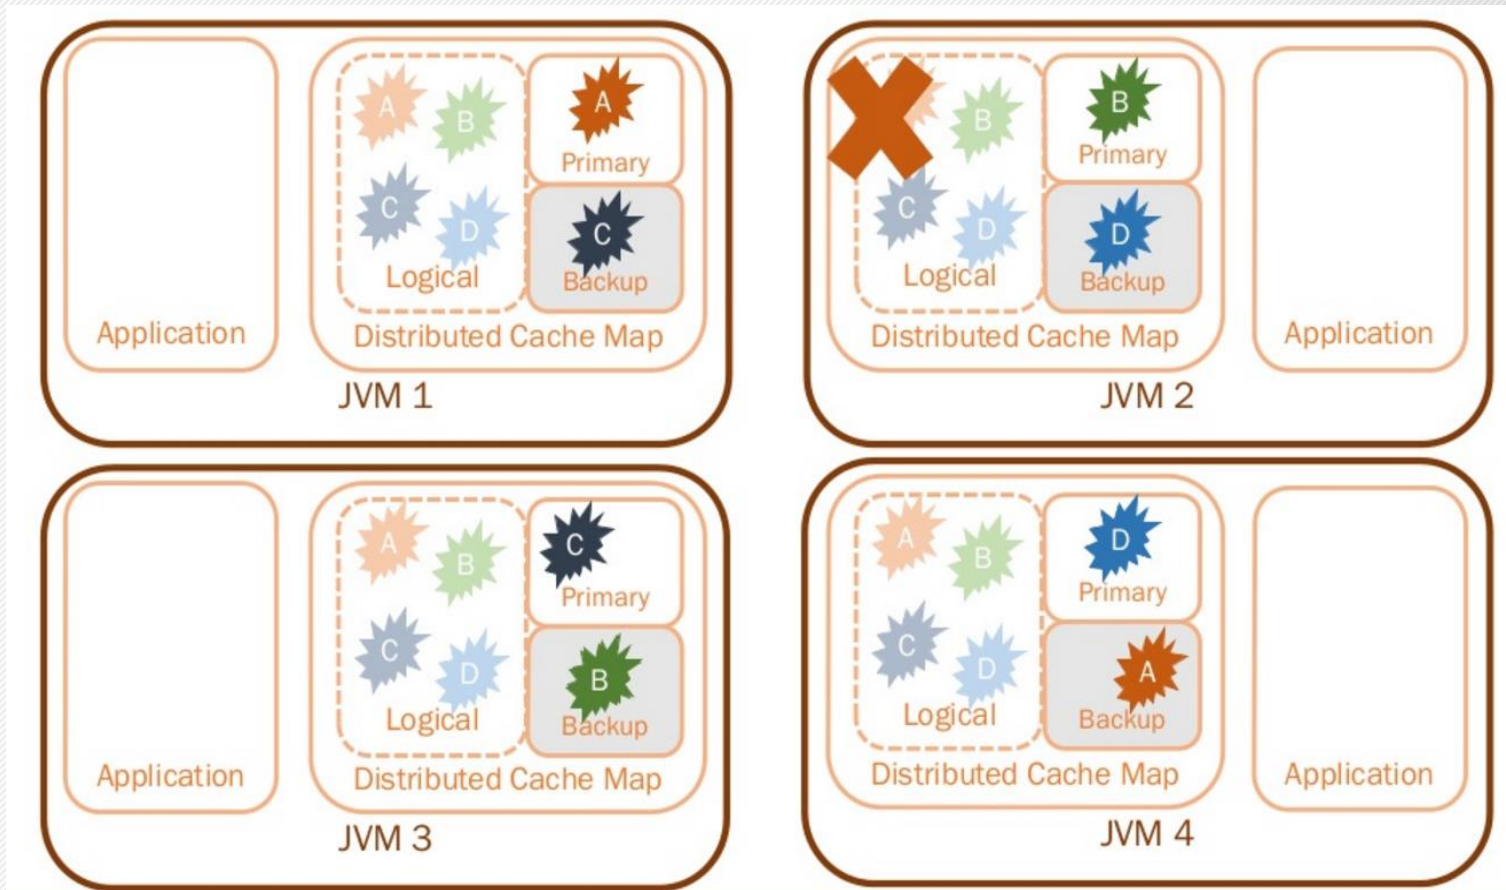 A
B
A
Primary
C
D
C
Logical
Backup
Application
Distributed Cache Map
JVM 1
B
B
Primary
C
D
D
Logical
Backup
Distributed Cache Map
Application
JVM 2
A
B
C
Primary
C
D
B
Logical
Backup
Application
Distributed Cache Map
JVM 3
A
B
D
Primary
C
D
A
Logical
Backup
Distributed Cache Map
Application
JVM 4